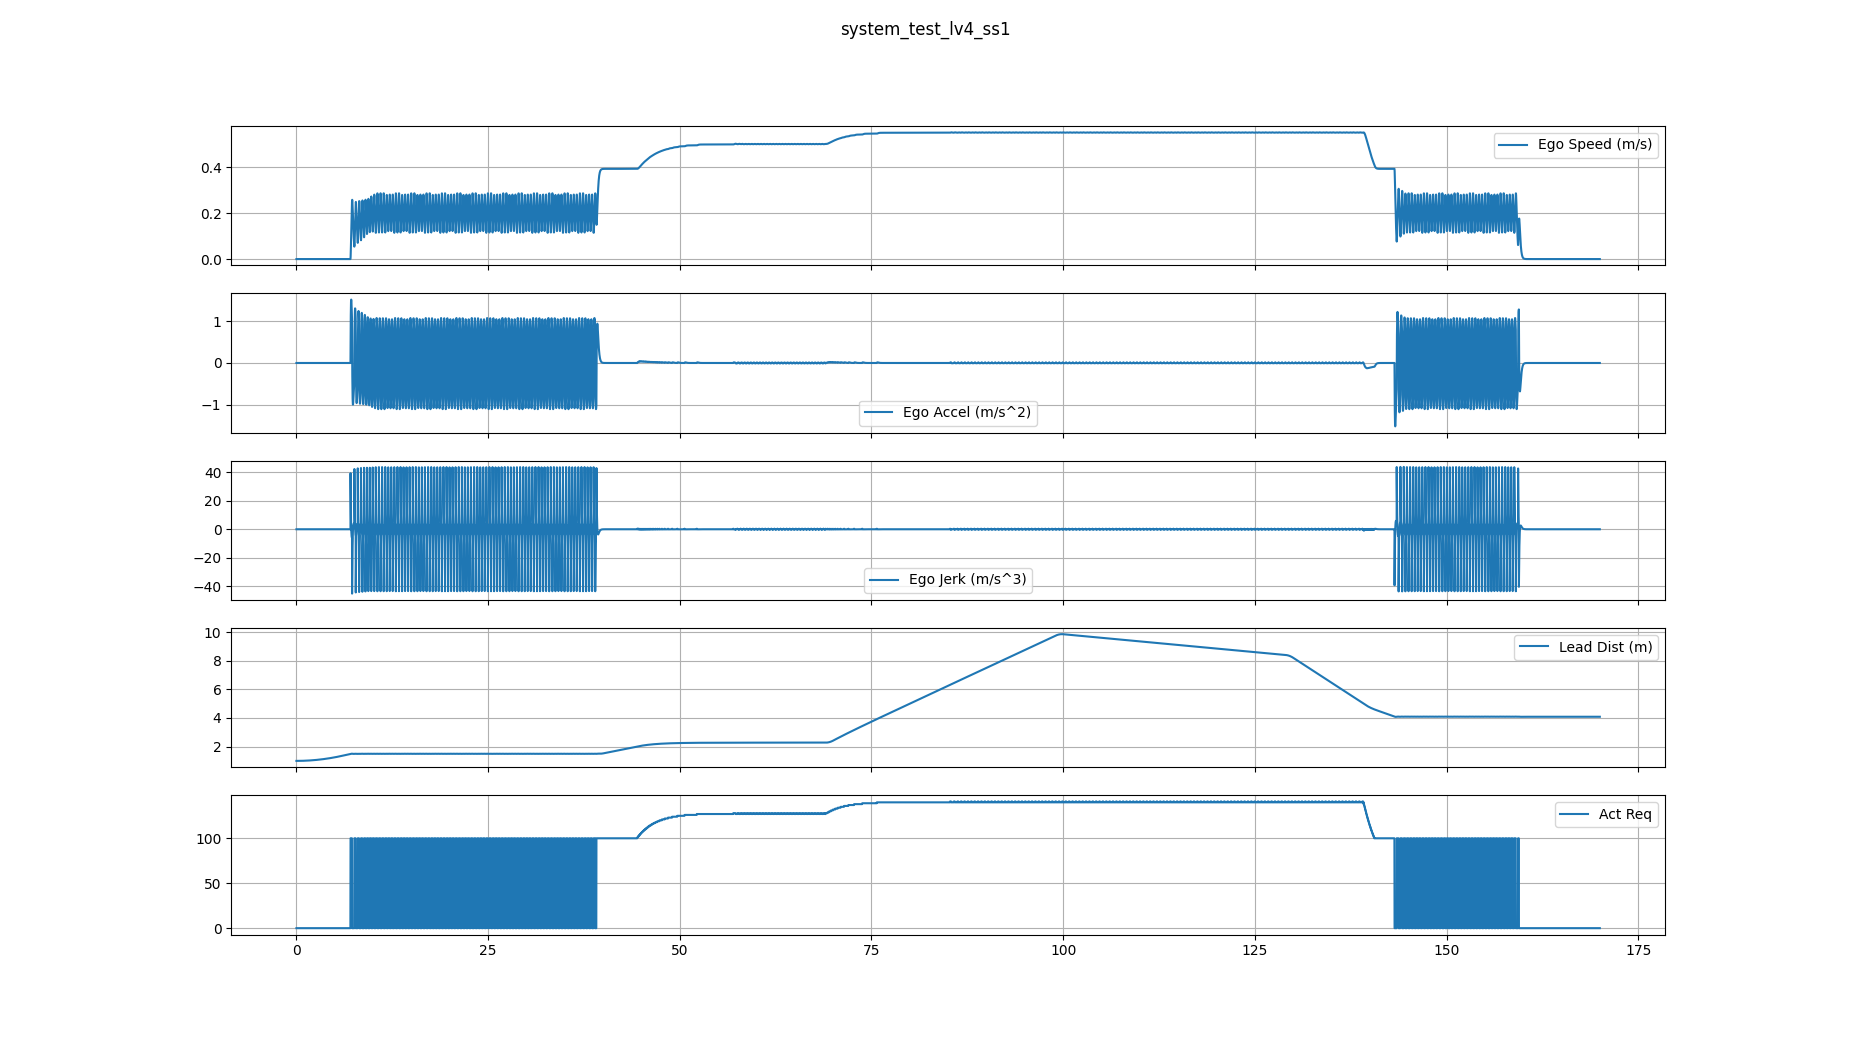 system_test_lv4_ss1
Ego Speed (m/s)
0.4
0.2
0.0
1
0
−1
Ego Accel (m/s^2)
40
20
0
−20
−40
Ego Jerk (m/s^3)
10
8
6
4
2
Lead Dist (m)
100
50
0
Act Req
0 25 50 75 100 125 150 175